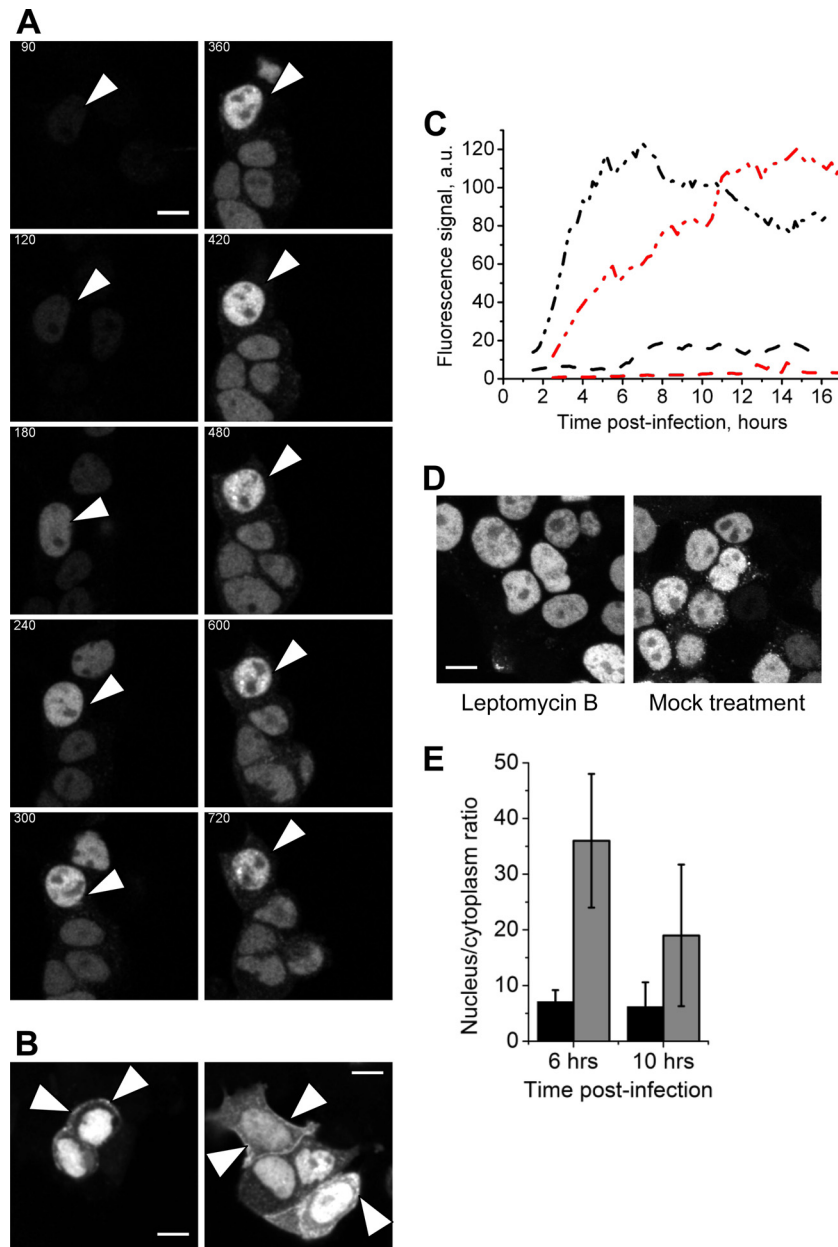 A
90
360
120
420
180
480
240
600
300
720
B
C
Fluorescence signal, a.u.
120
100
80
60
40
20
0
0 2 4 6 8 10 12 14 16
Time post-infection, hours
D
Leptomycin B
Mock treatment
E
Nucleus/cytoplasm ratio
50
40
30
20
10
0
6 hrs 10 hrs
Time post-infection